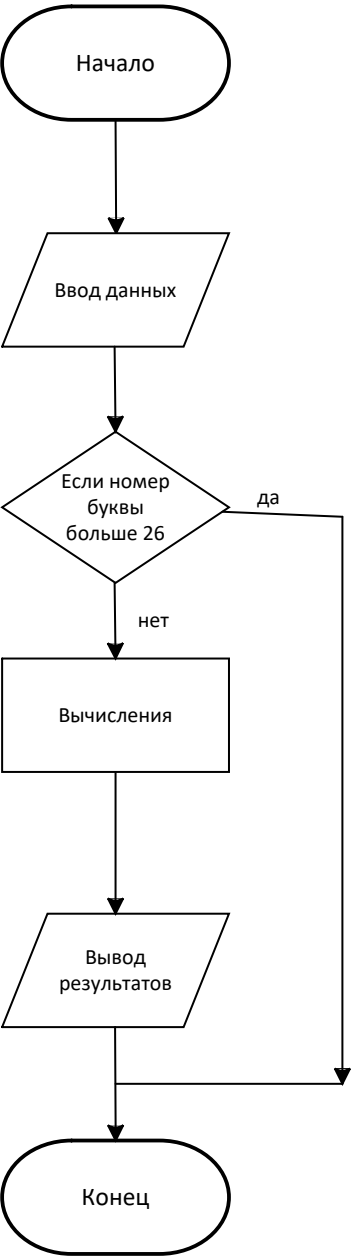 Начало
Ввод данных
Если номер
буквы
больше 26
да
нет
Вычисления
Вывод
результатов
Конец